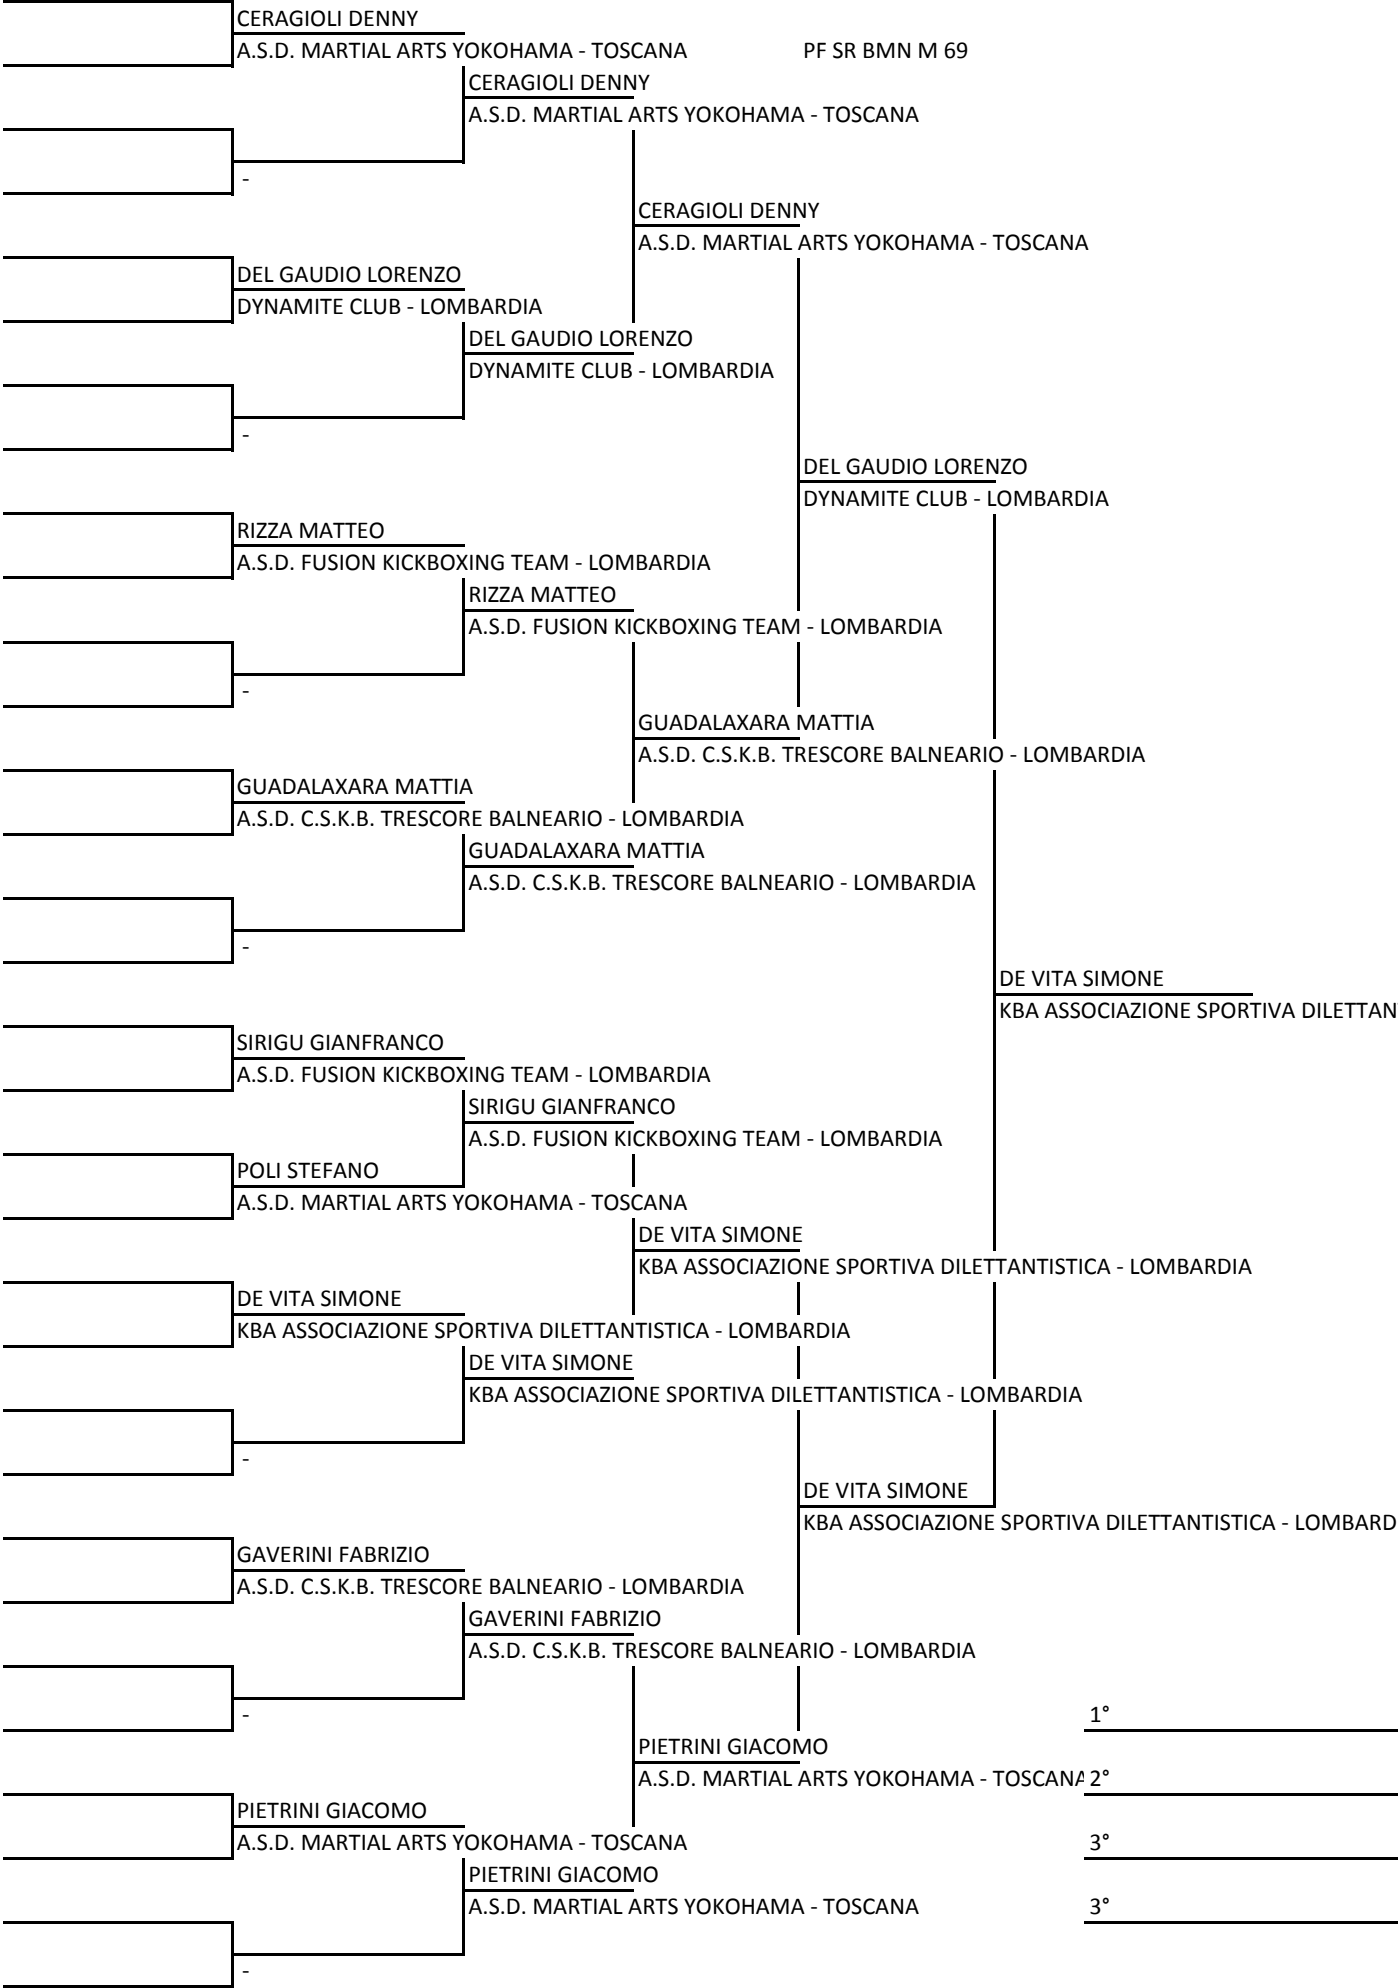 CERAGIOLI DENNY
A.S.D. MARTIAL ARTS YOKOHAMA - TOSCANA PF SR BMN M 69
CERAGIOLI DENNY
A.S.D. MARTIAL ARTS YOKOHAMA - TOSCANA
-
CERAGIOLI DENNY
A.S.D. MARTIAL ARTS YOKOHAMA - TOSCANA
DEL GAUDIO LORENZO
DYNAMITE CLUB - LOMBARDIA
DEL GAUDIO LORENZO
DYNAMITE CLUB - LOMBARDIA
-
DEL GAUDIO LORENZO
DYNAMITE CLUB - LOMBARDIA
RIZZA MATTEO
A.S.D. FUSION KICKBOXING TEAM - LOMBARDIA
RIZZA MATTEO
A.S.D. FUSION KICKBOXING TEAM - LOMBARDIA
-
GUADALAXARA MATTIA
A.S.D. C.S.K.B. TRESCORE BALNEARIO - LOMBARDIA
GUADALAXARA MATTIA
A.S.D. C.S.K.B. TRESCORE BALNEARIO - LOMBARDIA
GUADALAXARA MATTIA
A.S.D. C.S.K.B. TRESCORE BALNEARIO - LOMBARDIA
-
DE VITA SIMONE
KBA ASSOCIAZIONE SPORTIVA DILETTAN
SIRIGU GIANFRANCO
A.S.D. FUSION KICKBOXING TEAM - LOMBARDIA
SIRIGU GIANFRANCO
A.S.D. FUSION KICKBOXING TEAM - LOMBARDIA
POLI STEFANO
A.S.D. MARTIAL ARTS YOKOHAMA - TOSCANA
DE VITA SIMONE
KBA ASSOCIAZIONE SPORTIVA DILETTANTISTICA - LOMBARDIA
DE VITA SIMONE
KBA ASSOCIAZIONE SPORTIVA DILETTANTISTICA - LOMBARDIA
DE VITA SIMONE
KBA ASSOCIAZIONE SPORTIVA DILETTANTISTICA - LOMBARDIA
-
DE VITA SIMONE
KBA ASSOCIAZIONE SPORTIVA DILETTANTISTICA - LOMBARD
GAVERINI FABRIZIO
A.S.D. C.S.K.B. TRESCORE BALNEARIO - LOMBARDIA
GAVERINI FABRIZIO
A.S.D. C.S.K.B. TRESCORE BALNEARIO - LOMBARDIA
- 1°
PIETRINI GIACOMO
A.S.D. MARTIAL ARTS YOKOHAMA - TOSCANA 2°
PIETRINI GIACOMO
A.S.D. MARTIAL ARTS YOKOHAMA - TOSCANA 3°
PIETRINI GIACOMO
A.S.D. MARTIAL ARTS YOKOHAMA - TOSCANA 3°
-